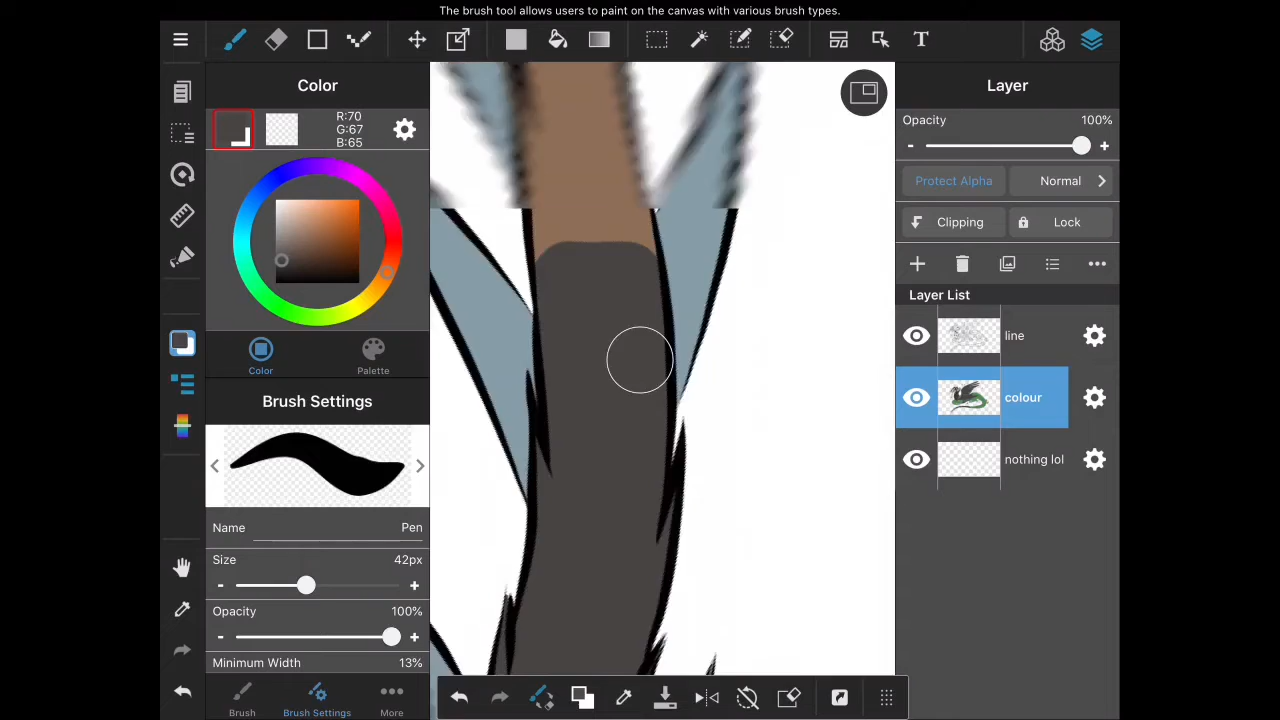 The brush tool allows users to paint on the canvas with various brush types.
T
Color
R:70
G:67
B:65
Color
Palette
Brush Settings
Name
Pen
Size
42px
-
+
Opacity
100%
-
+
Minimum Width
13%
Brush
Brush Settings
More
Layer
Opacity
100%
-
+
Protect Alpha
Normal
Clipping
Lock
Layer List
line
colour
nothing lol